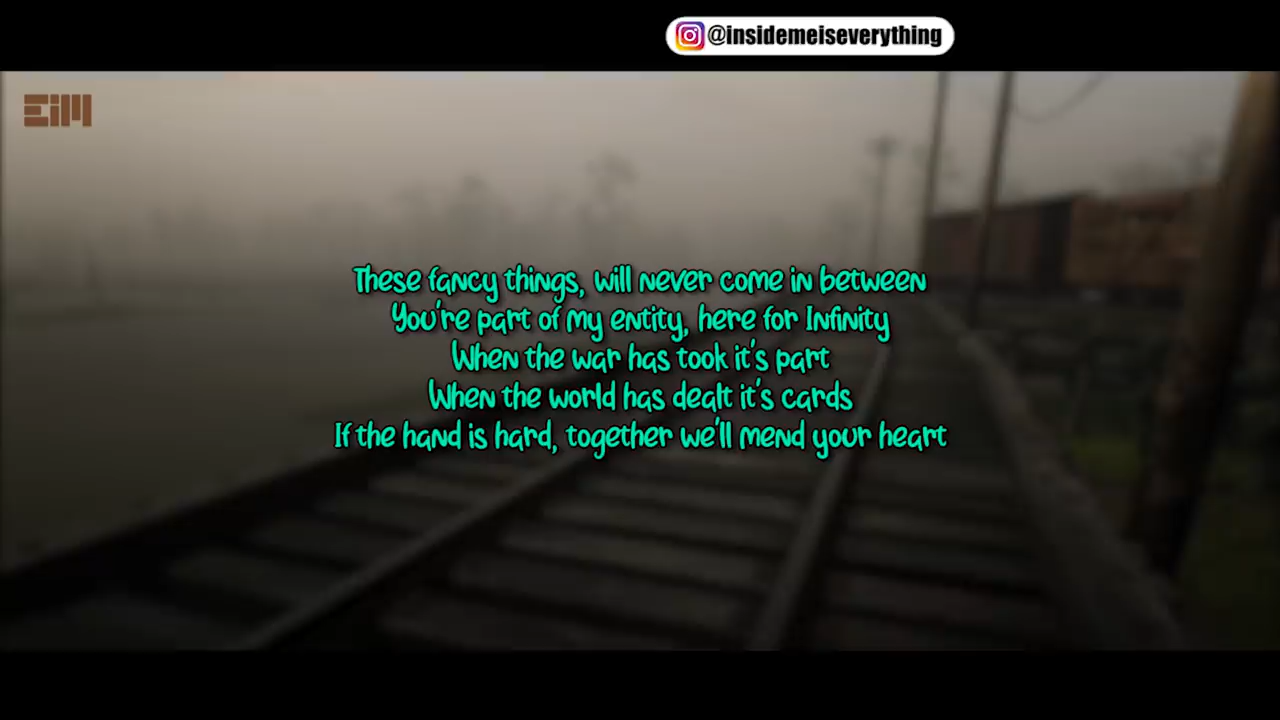 @insidemeiseverything
EiM
These fancy things, will never come in between
You're part of my entity, here for Infinity
When the war has took it's part
When the world has dealt it's cards
If the hand is hard, together we'll mend your heart